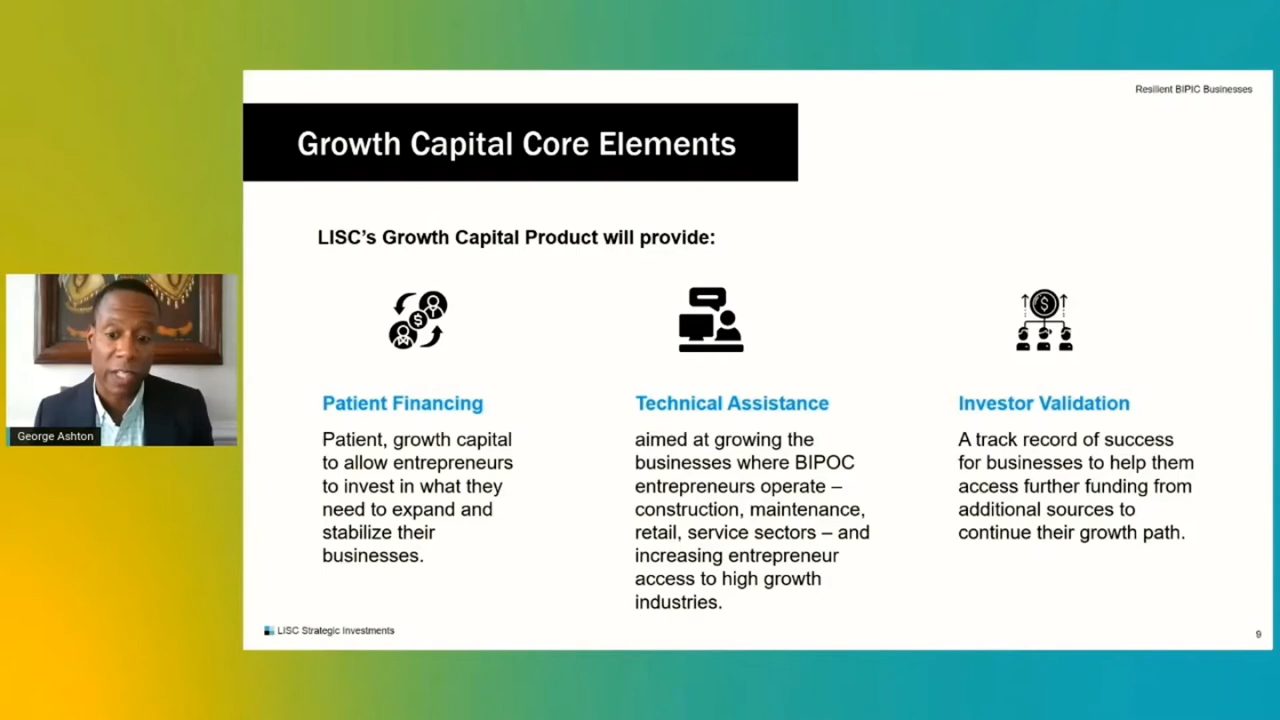 Resilient BIPIC Businesses
Growth Capital Core Elements
LISC's Growth Capital Product will provide:
Patient Financing
Patient, growth capital
to allow entrepreneurs
to invest in what they
need to expand and
stabilize their
businesses.
Technical Assistance
aimed at growing the
businesses where BIPOC
entrepreneurs operate –
construction, maintenance,
retail, service sectors – and
increasing entrepreneur
access to high growth
industries.
Investor Validation
A track record of success
for businesses to help them
access further funding from
additional sources to
continue their growth path.
George Ashton
LISC Strategic Investments
9